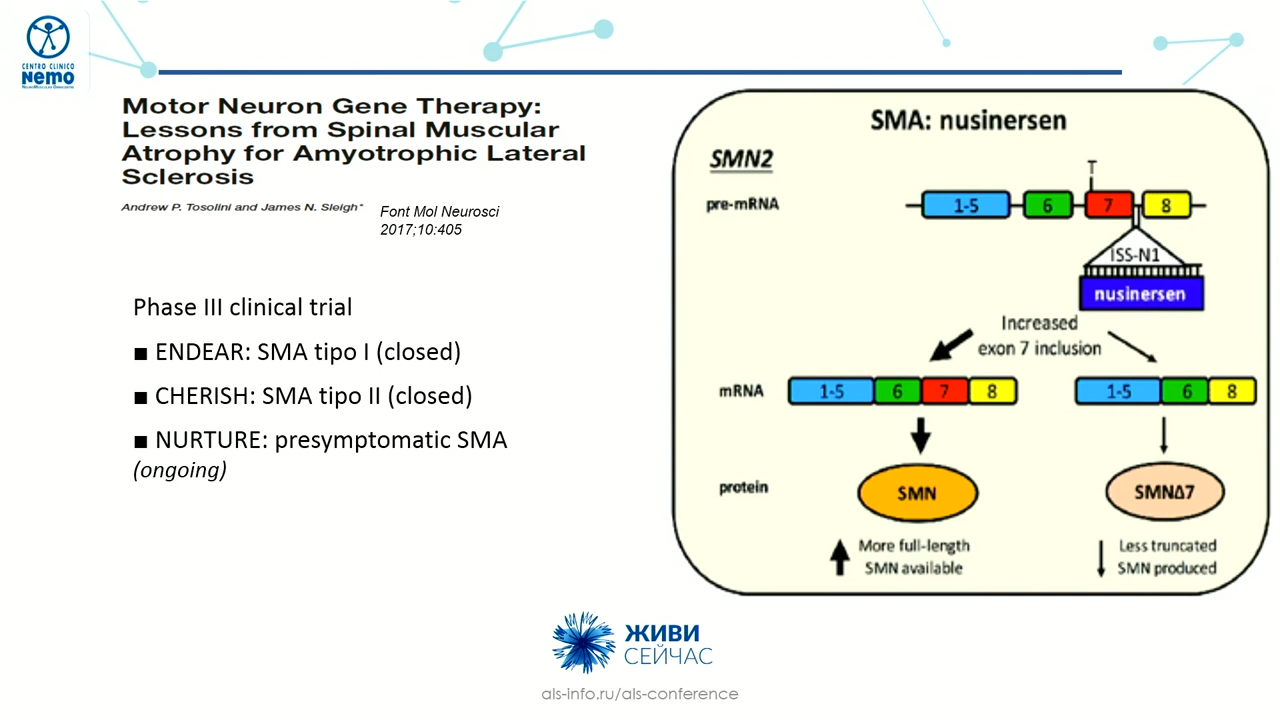 CENTRO CLINICO
NeMO
Motor Neuron Gene Therapy:
Lessons from Spinal Muscular
Atrophy for Amyotrophic Lateral
Sclerosis
Andrew P. Tosolini and James N. Sleigh*
Font Mol Neurosci
2017;10:405
Phase III clinical trial
■ ENDEAR: SMA tipo I (closed)
■ CHERISH: SMA tipo II (closed)
■ NURTURE: presymptomatic SMA
(ongoing)
SMA: nusinersen
SMN2
T
pre-mRNA
1-5 6 7 8
ISS-N1
nusinersen
Increased
exon 7 inclusion
mRNA
1-5 6 7 8
1-5 6 8
protein
SMN
SMNΔ7
More full-length
SMN available
Less truncated
SMN produced
ЖИВИ
СЕЙЧАС
als-info.ru/als-conference